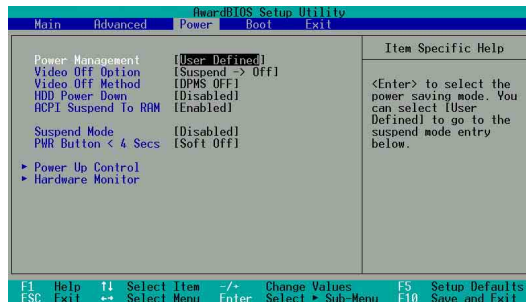 AwardBIOS Setup Utility
Main Advanced Power Boot Exit
Item Specific Help
Power Management [User Defined]
Video Off Option [Suspend -> Off]
Video Off Method [DPMS OFF]
HDD Power Down [Disabled]
ACPI Suspend To RAM [Enabled]
Suspend Mode [Disabled]
PWR Button < 4 Secs [Soft Off]
► Power Up Control
► Hardware Monitor
<Enter> to select the
power saving mode. You
can select [User
Defined] to go to the
suspend mode entry
below.
F1 Help ↑↓ Select Item -/+ Change Values F5 Setup Defaults
ESC Exit ↔ Select Menu Enter Select ► Sub-Menu F10 Save and Exit